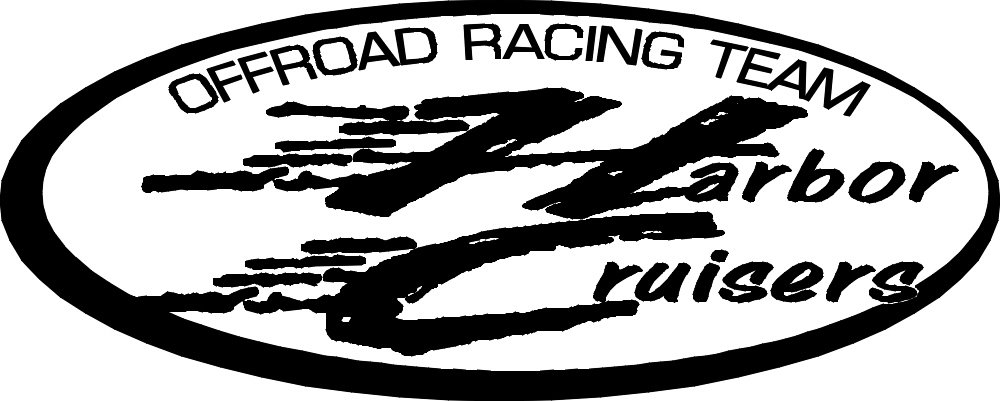 OFFROAD RACING TEAM
Harbor
Cruisers